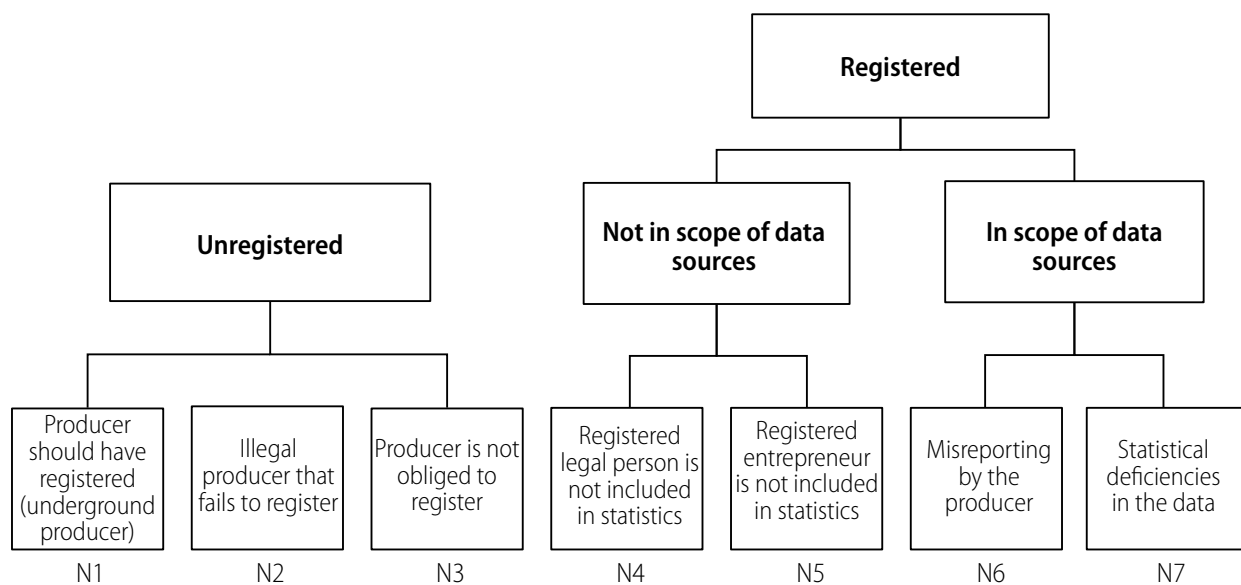 Registered
Unregistered
Not in scope of data
sources
In scope of data
sources
Producer
should have
registered
(underground
producer)
Illegal
producer that
fails to register
Producer is not
obliged to
register
Registered
legal person is
not included
in statistics
Registered
entrepreneur
is not included
in statistics
Misreporting
by the
producer
Statistical
deficiencies
in the data
N1
N2
N3
N4
N5
N6
N7